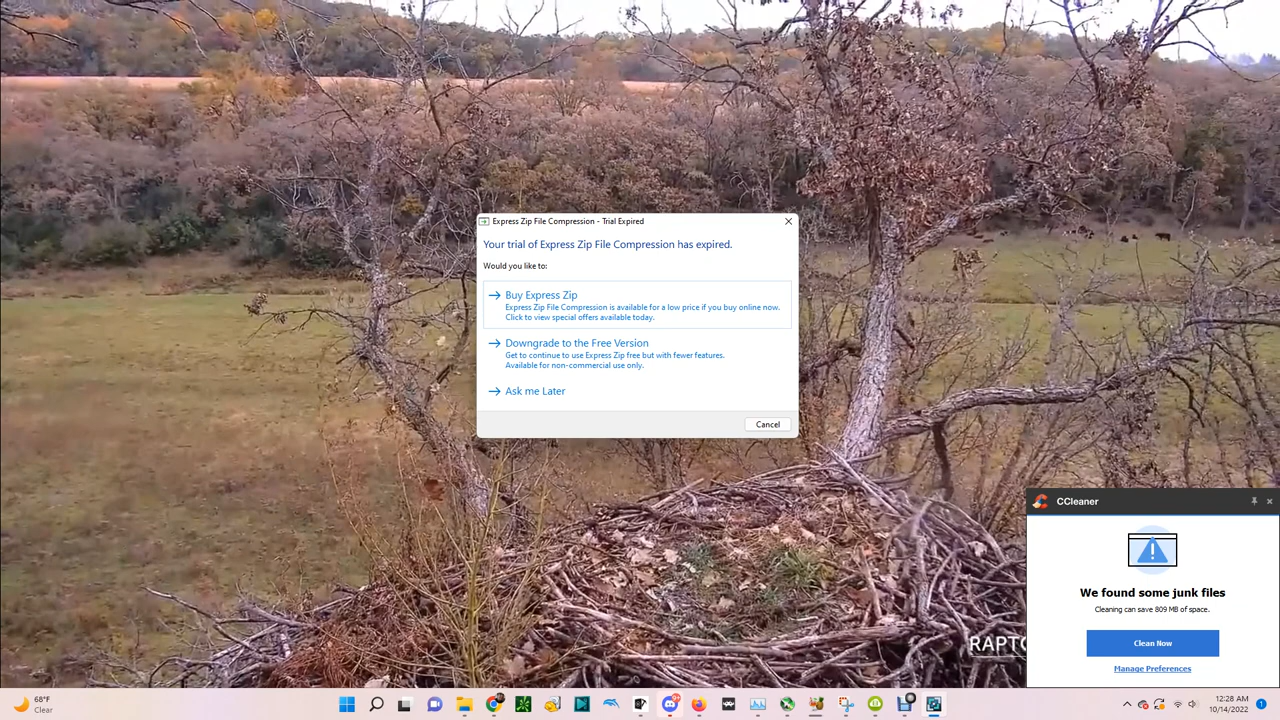 Express Zip File Compression - Trial Expired
Your trial of Express Zip File Compression has expired.
Would you like to:
Buy Express Zip
Express Zip File Compression is available for a low price if you buy online now.
Click to view special offers available today.
Downgrade to the Free Version
Get to continue to use Express Zip free but with fewer features.
Available for non-commercial use only.
Ask me Later
Cancel
CCleaner
We found some junk files
Cleaning can save 809 MB of space.
Clean Now
Manage Preferences
RAPTO
68°F
Clear
9+
12:28 AM
10/14/2022
1